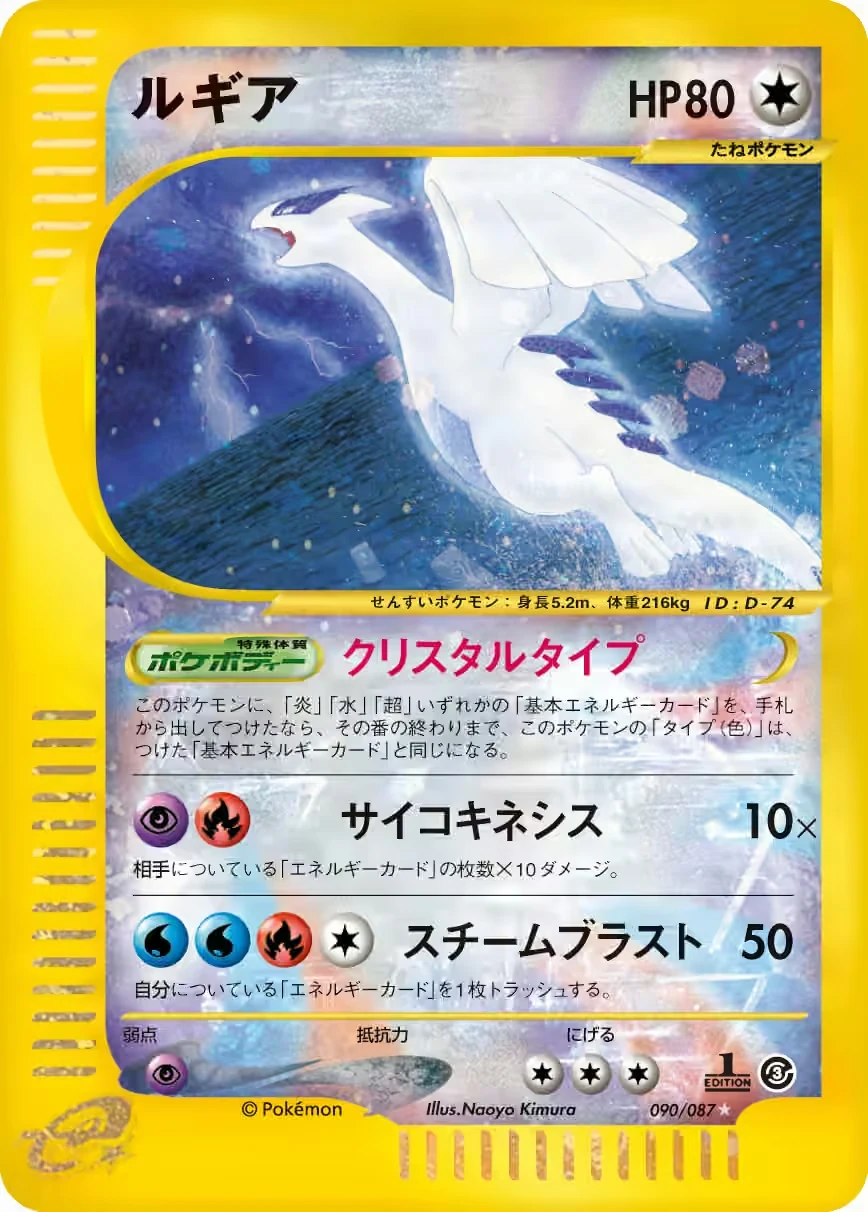 ルギア HP80
たねポケモン
せんすいポケモン：身長5.2m、体重216kg ID:D-74
特殊体質
ポケボディー クリスタルタイプ
このポケモンに、「炎」「水」「超」いずれかの「基本エネルギーカード」を、手札
から出してつけたなら、その番の終わりまで、このポケモンの「タイプ（色）」は、
つけた「基本エネルギーカード」と同じになる。
サイコキネシス 10×
相手についている「エネルギーカード」の枚数×10ダメージ。
スチームブラスト 50
自分についている「エネルギーカード」を1枚トラッシュする。
弱点 抵抗力 にげる
1 EDITION 3
© Pokémon Illus.Naoyo Kimura 090/087★
e